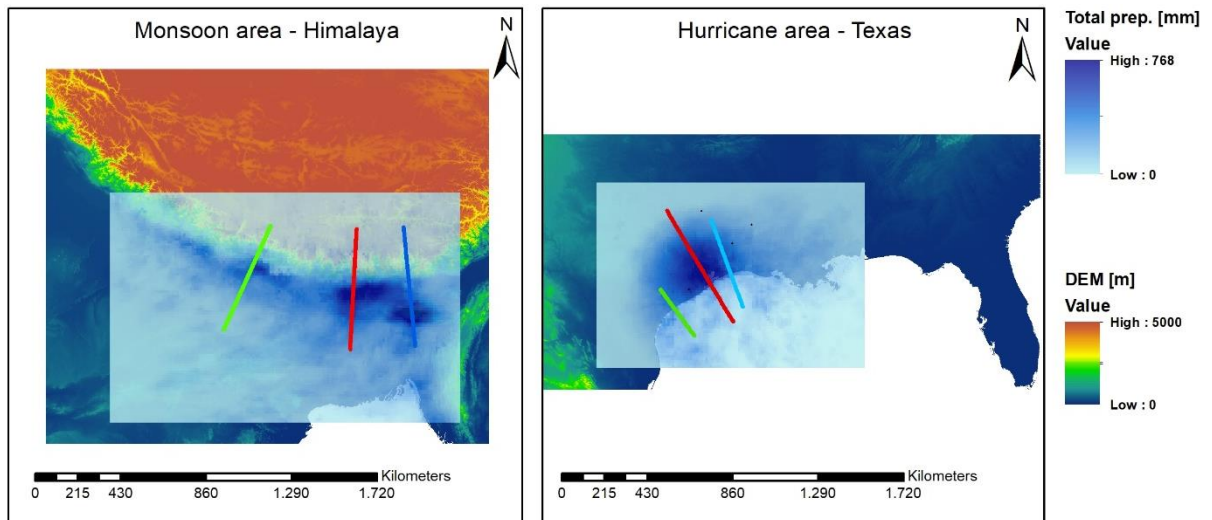 Monsoon area - Himalaya
N
Kilometers
0 215 430 860 1.290 1.720
Hurricane area - Texas
N
Kilometers
0 215 430 860 1.290 1.720
Total prep. [mm]
Value
High : 768
Low : 0
DEM [m]
Value
High : 5000
Low : 0